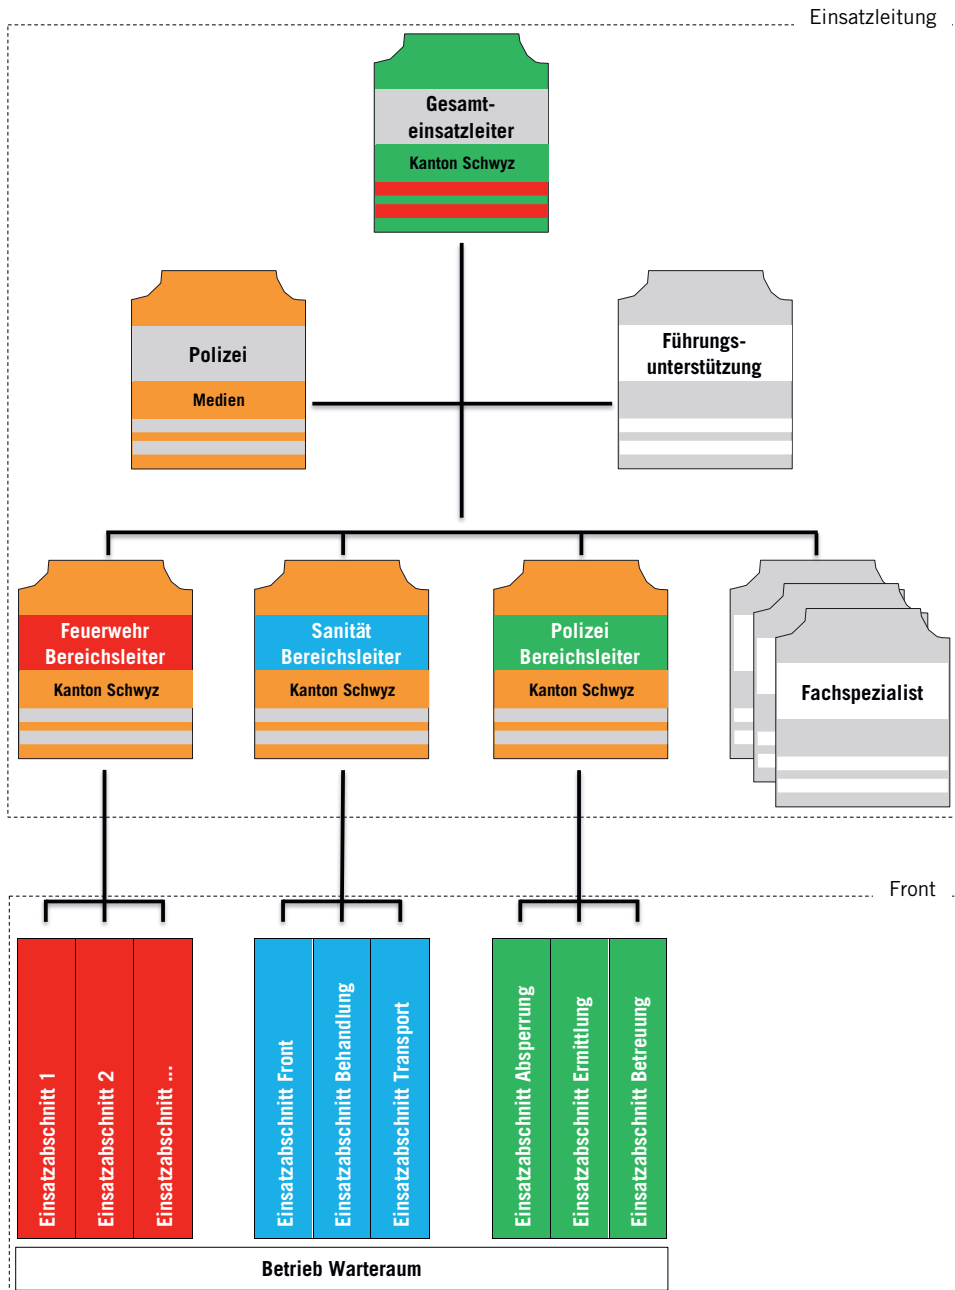 Einsatzleitung
Gesamt-
einsatzleiter
Kanton Schwyz
Polizei
Medien
Führungs-
unterstützung
Feuerwehr
Bereichsleiter
Kanton Schwyz
Sanität
Bereichsleiter
Kanton Schwyz
Polizei
Bereichsleiter
Kanton Schwyz
Fachspezialist
Front
Einsatzabschnitt 1
Einsatzabschnitt 2
Einsatzabschnitt ...
Einsatzabschnitt Front
Einsatzabschnitt Behandlung
Einsatzabschnitt Transport
Einsatzabschnitt Absperrung
Einsatzabschnitt Ermittlung
Einsatzabschnitt Betreuung
Betrieb Warteraum